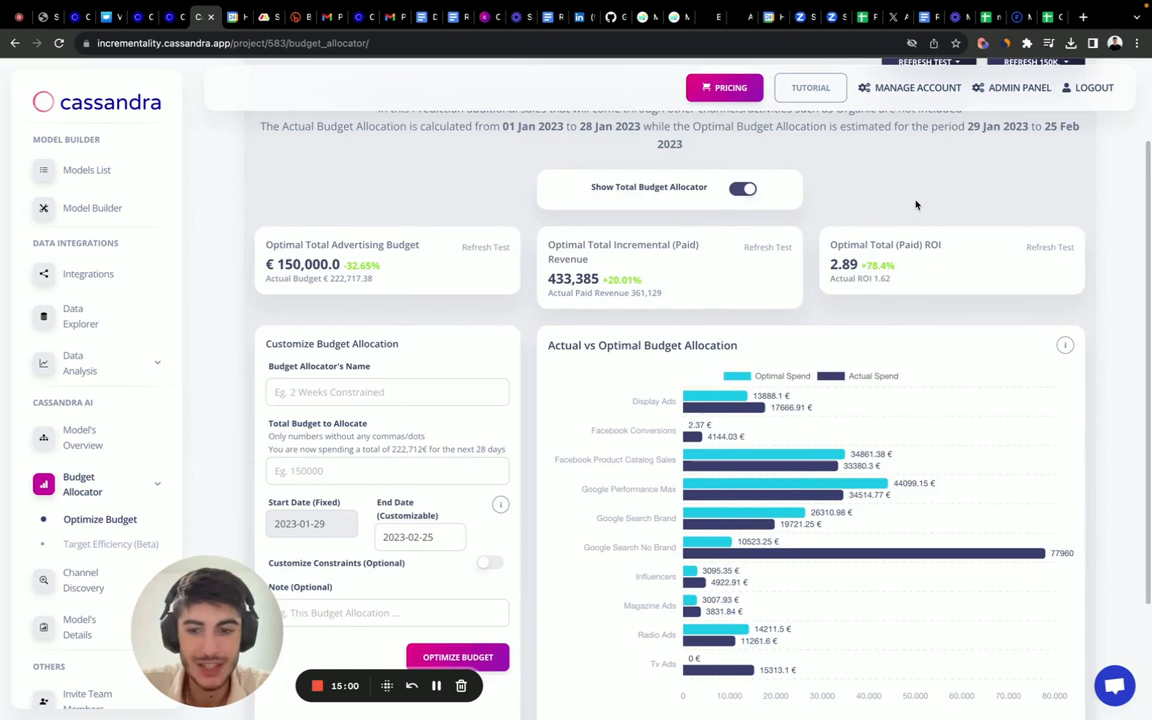 incrementality.cassandra.app/project/583/budget_allocator/
REFRESH TEST
REFRESH 150K.
cassandra
PRICING
TUTORIAL
MANAGE ACCOUNT
ADMIN PANEL
LOGOUT
The Actual Budget Allocation is calculated from 01 Jan 2023 to 28 Jan 2023 while the Optimal Budget Allocation is estimated for the period 29 Jan 2023 to 25 Feb
2023
Show Total Budget Allocator
MODEL BUILDER
Models List
Model Builder
DATA INTEGRATIONS
Integrations
Data
Explorer
Data
Analysis
CASSANDRA AI
Model's
Overview
Budget
Allocator
Optimize Budget
Target Efficiency (Beta)
Channel
Discovery
Model's
Details
OTHERS
Invite Team
Members
Optimal Total Advertising Budget
Refresh Test
€ 150,000.0 -32.65%
Actual Budget € 222,717.38
Optimal Total Incremental (Paid)
Revenue
Refresh Test
433,385 +20.01%
Actual Paid Revenue 361,129
Optimal Total (Paid) ROI
Refresh Test
2.89 +78.4%
Actual ROI 1.62
Customize Budget Allocation
Budget Allocator's Name
Eg. 2 Weeks Constrained
Total Budget to Allocate
Only numbers without any commas/dots
You are now spending a total of 222,712€ for the next 28 days
Eg. 150000
Start Date (Fixed)
2023-01-29
End Date
(Customizable)
2023-02-25
Customize Constraints (Optional)
Note (Optional)
g. This Budget Allocation ...
OPTIMIZE BUDGET
15:00
Actual vs Optimal Budget Allocation
Optimal Spend
Actual Spend
Display Ads
13888.1 €
17666.91 €
Facebook Conversions
2.37 €
4144.03 €
Facebook Product Catalog Sales
34861.38 €
33380.3 €
Google Performance Max
44099.15 €
34514.77 €
Google Search Brand
26310.98 €
19721.25 €
Google Search No Brand
10523.25 €
77960
Influencers
3095.35 €
4922.91 €
Magazine Ads
3007.93 €
3831.84 €
Radio Ads
14211.5 €
11261.6 €
Tv Ads
0 €
15313.1 €
0
10.000
20.000
30.000
40.000
50.000
60.000
70.000
80.000